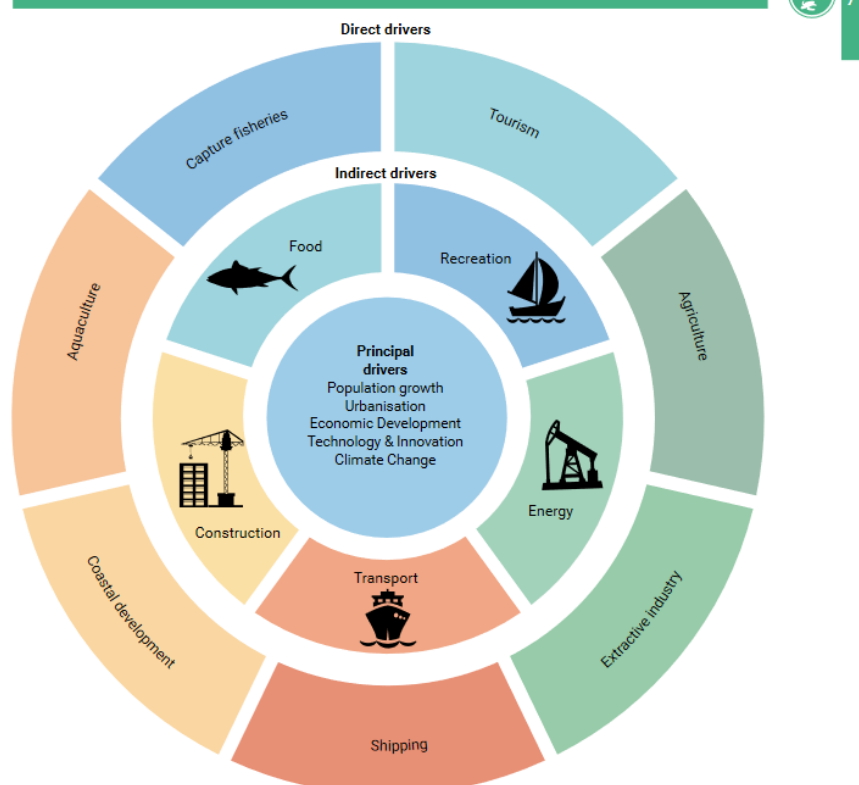 Direct drivers
Capture fisheries
Tourism
Indirect drivers
Food
Recreation
Aquaculture
Agriculture
Principal
drivers
Population growth
Urbanisation
Economic Development
Technology & Innovation
Climate Change
Construction
Energy
Transport
Coastal development
Extractive industry
Shipping